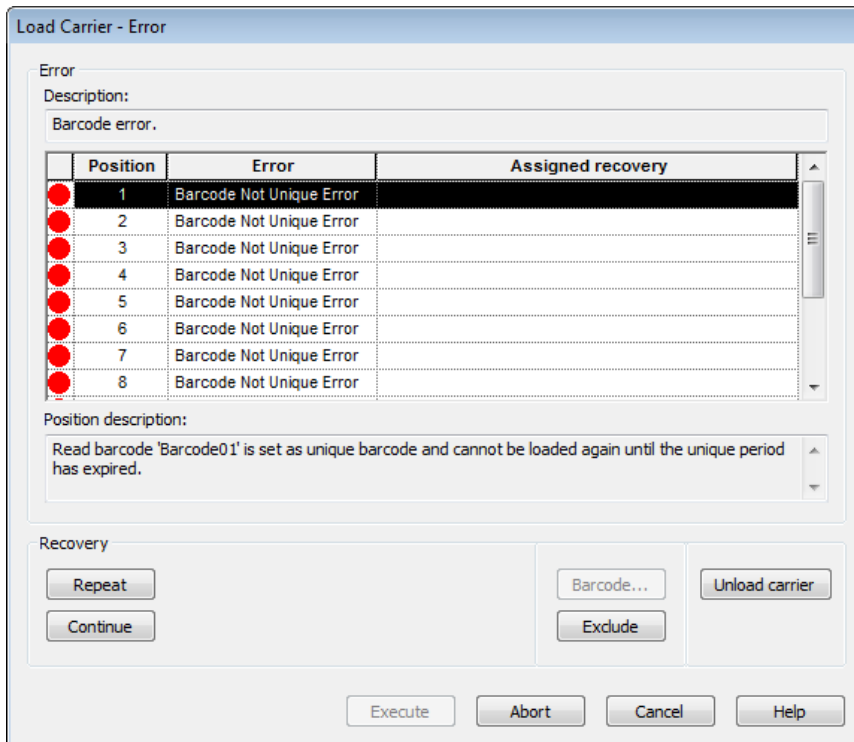 Load Carrier - Error
Error
Description:
Barcode error.
Position Error Assigned recovery
1 Barcode Not Unique Error
2 Barcode Not Unique Error
3 Barcode Not Unique Error
4 Barcode Not Unique Error
5 Barcode Not Unique Error
6 Barcode Not Unique Error
7 Barcode Not Unique Error
8 Barcode Not Unique Error
Position description:
Read barcode 'Barcode01' is set as unique barcode and cannot be loaded again until the unique period
has expired.
Recovery
Repeat Barcode... Unload carrier
Continue Exclude
Execute Abort Cancel Help